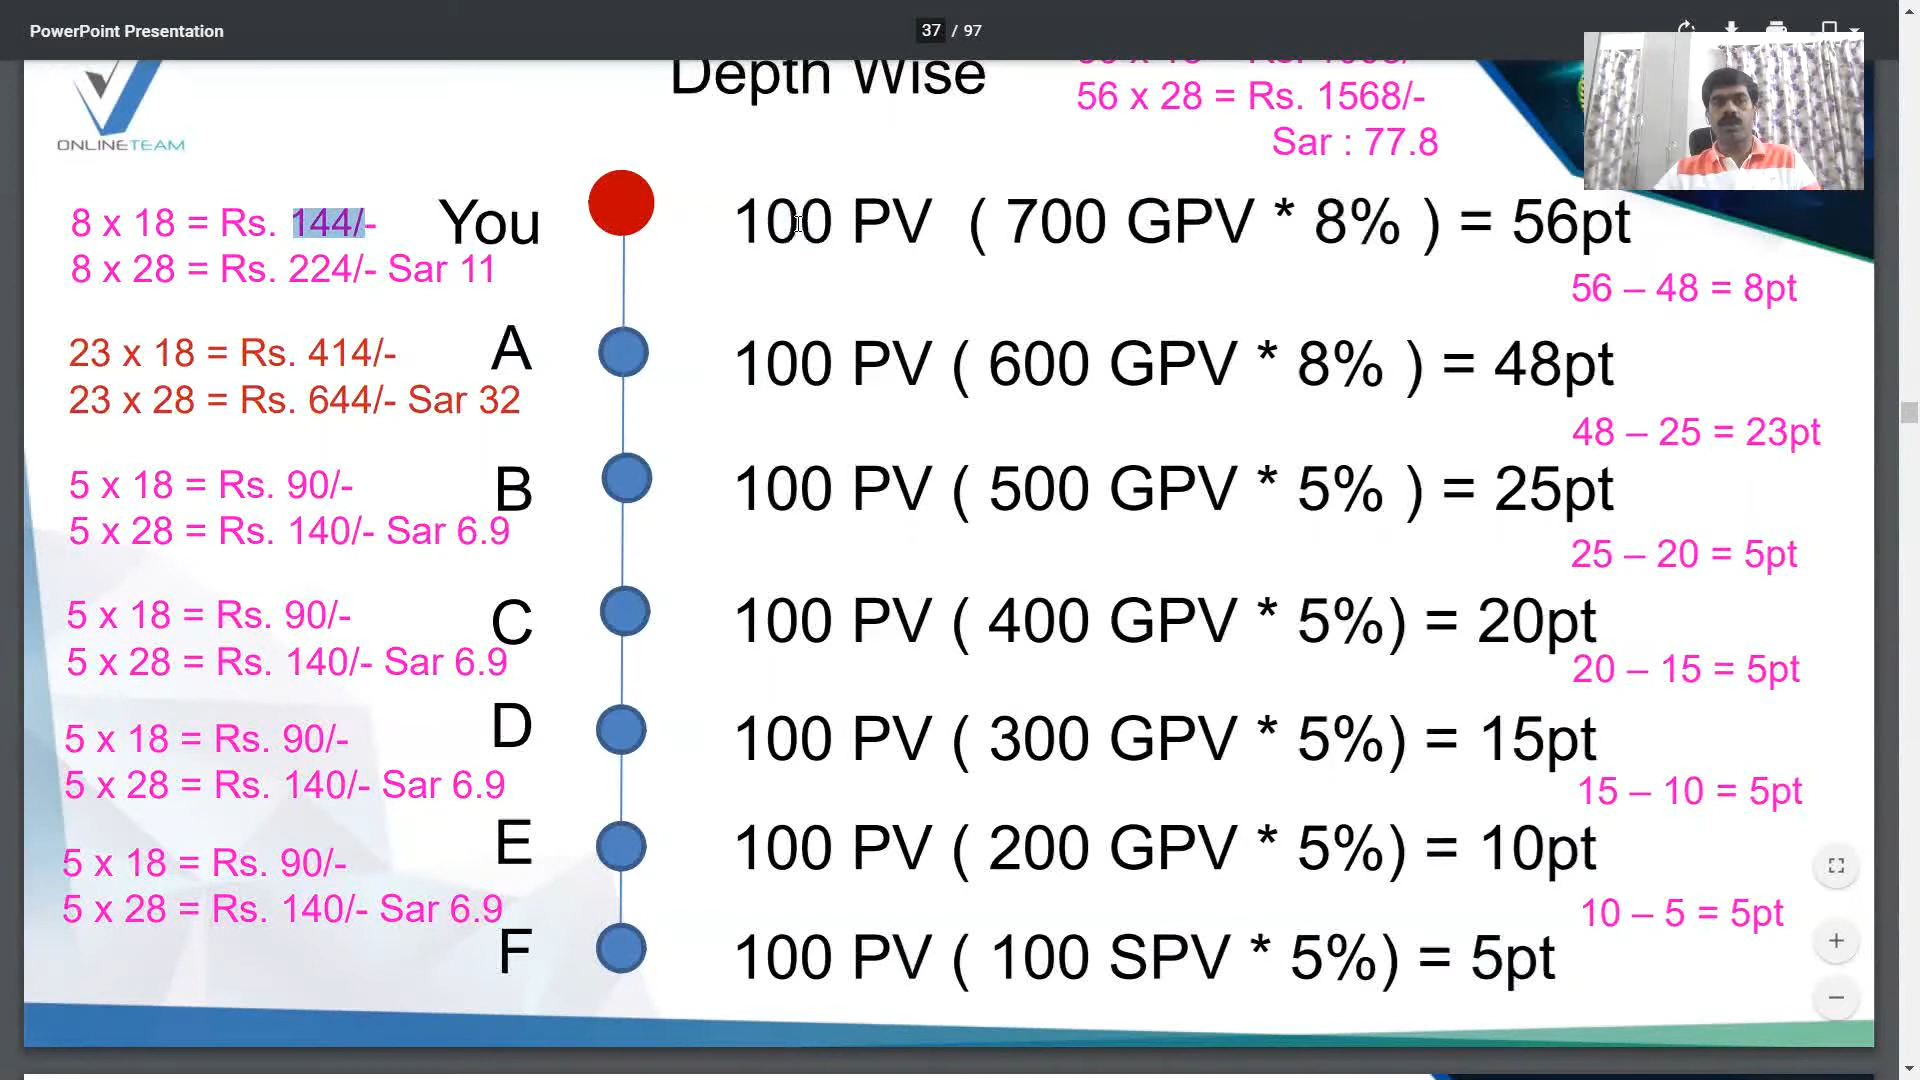 PowerPoint Presentation
37 / 97
Depth Wise
56 x 28 = Rs. 1568/-
Sar : 77.8
ONLINETEAM
8 x 18 = Rs. 144/-
8 x 28 = Rs. 224/- Sar 11
You
100 PV ( 700 GPV * 8% ) = 56pt
56 – 48 = 8pt
23 x 18 = Rs. 414/-
23 x 28 = Rs. 644/- Sar 32
A
100 PV ( 600 GPV * 8% ) = 48pt
48 – 25 = 23pt
5 x 18 = Rs. 90/-
5 x 28 = Rs. 140/- Sar 6.9
B
100 PV ( 500 GPV * 5% ) = 25pt
25 – 20 = 5pt
5 x 18 = Rs. 90/-
5 x 28 = Rs. 140/- Sar 6.9
C
100 PV ( 400 GPV * 5%) = 20pt
20 – 15 = 5pt
5 x 18 = Rs. 90/-
5 x 28 = Rs. 140/- Sar 6.9
D
100 PV ( 300 GPV * 5%) = 15pt
15 – 10 = 5pt
5 x 18 = Rs. 90/-
5 x 28 = Rs. 140/- Sar 6.9
E
100 PV ( 200 GPV * 5%) = 10pt
10 – 5 = 5pt
F
100 PV ( 100 SPV * 5%) = 5pt